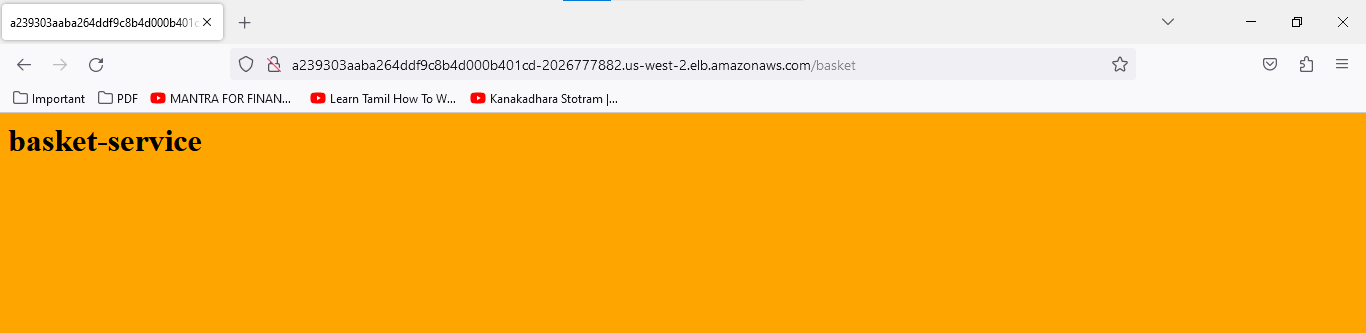 a239303aaba264ddf9c8b4d000b401c
a239303aaba264ddf9c8b4d000b401cd-2026777882.us-west-2.elb.amazonaws.com/basket
Important PDF MANTRA FOR FINAN... Learn Tamil How To W... Kanakadhara Stotram |...
basket-service